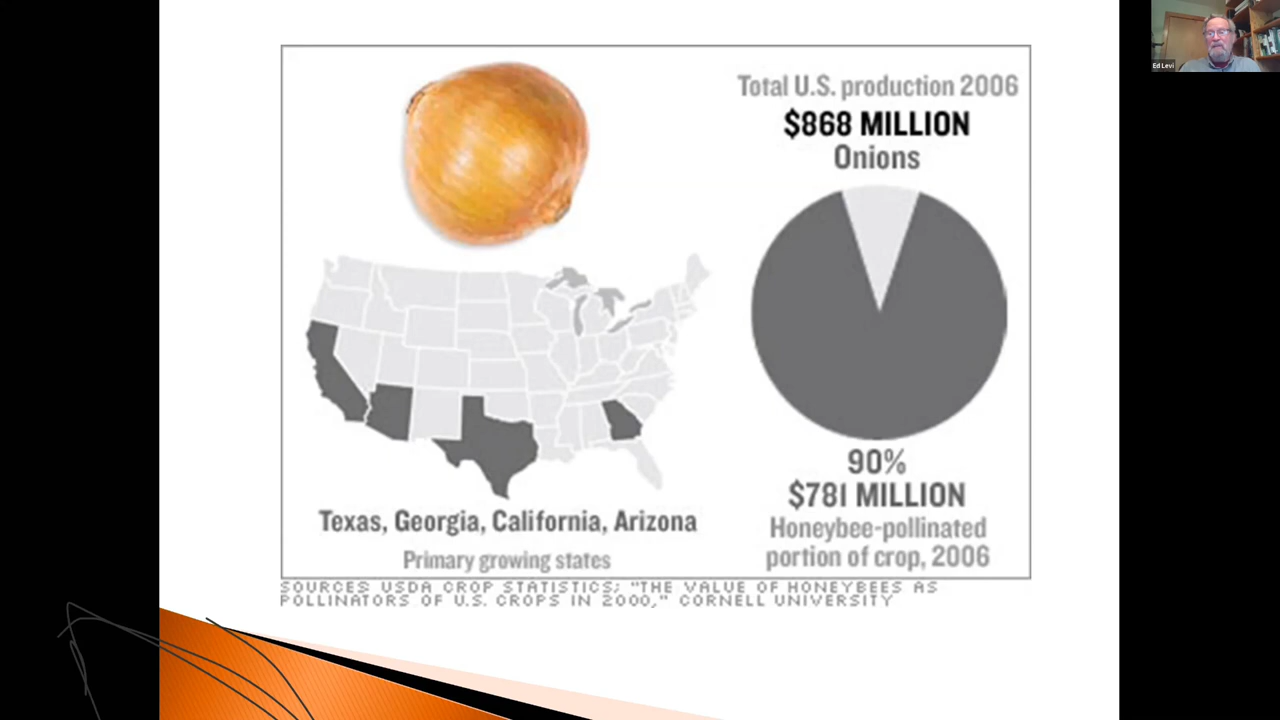 Total U.S. production 2006
$868 MILLION
Onions
90%
$781 MILLION
Honeybee-pollinated
portion of crop, 2006
Texas, Georgia, California, Arizona
Primary growing states
SOURCES USDA CROP STATISTICS; "THE VALUE OF HONEYBEES AS
POLLINATORS OF U.S. CROPS IN 2000," CORNELL UNIVERSITY
Ed Levi